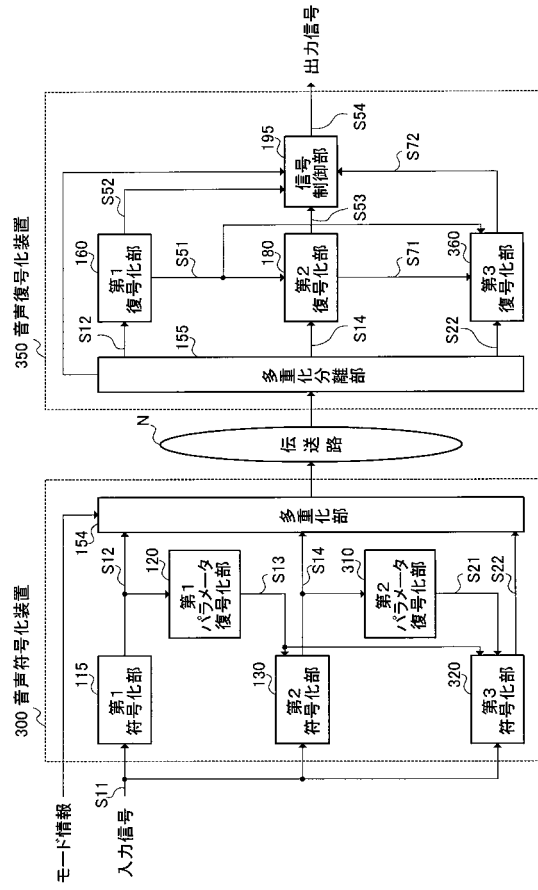 モード情報
入力信号
S11
300 音声符号化装置
115
第1
符号化部
S12
120
第1
パラメータ
復号化部
S13
130
第2
符号化部
S14
310
第2
パラメータ
復号化部
S21
320
第3
符号化部
S22
154
多重化部
N
伝送路
350 音声復号化装置
155
多重化分離部
S12
160
第1
復号化部
S52
S51
S14
180
第2
復号化部
S53
S71
S22
360
第3
復号化部
S72
195
信号
制御部
S54
出力信号